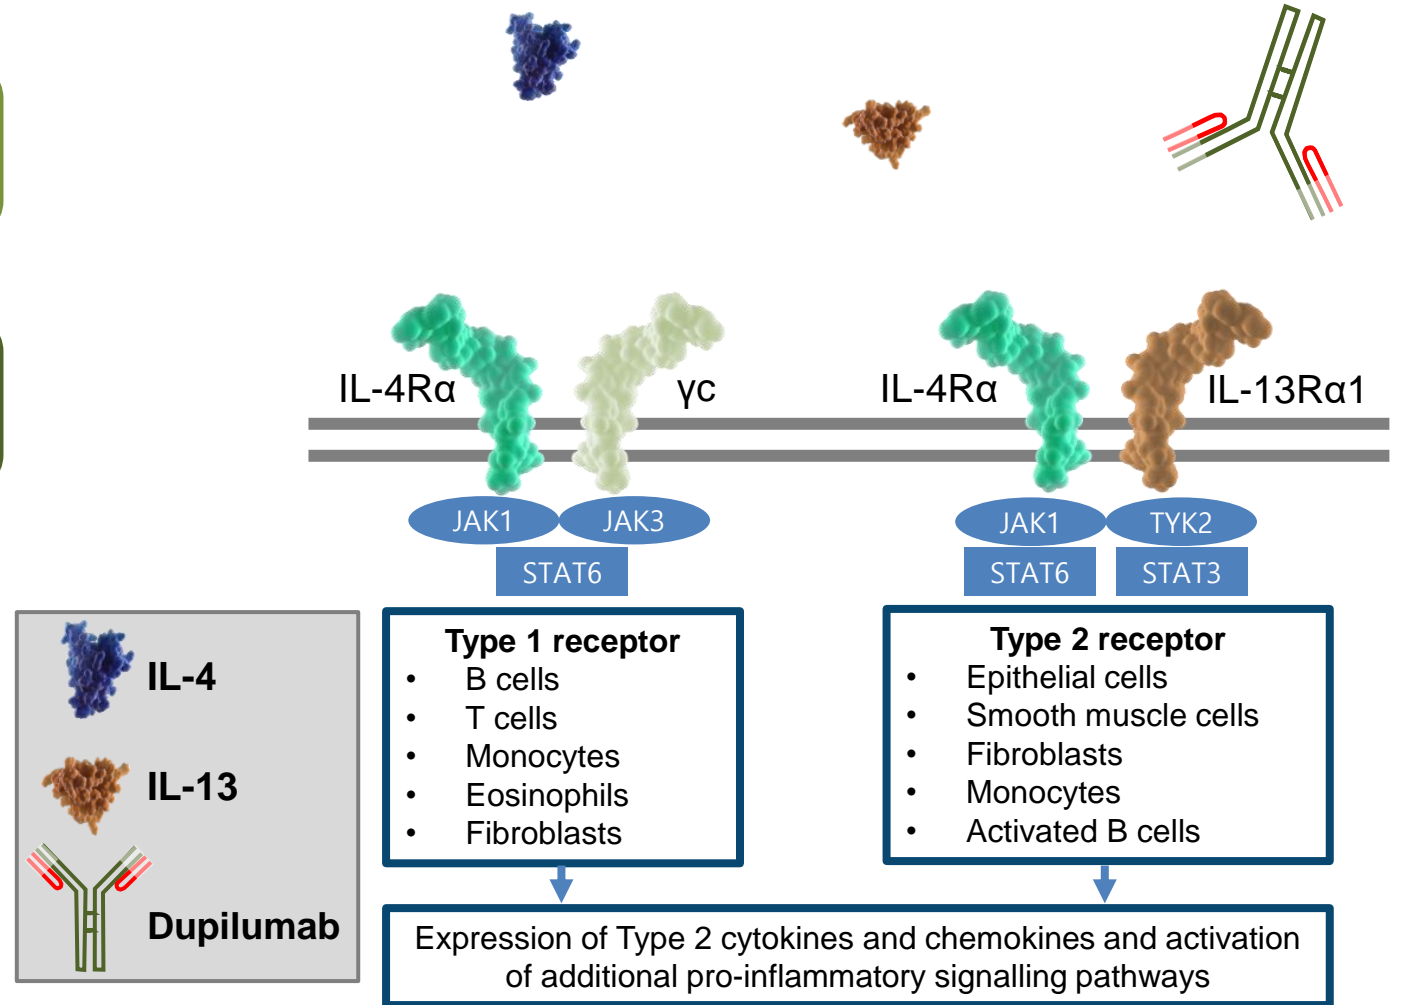 IL-4Rα
γc
IL-4Rα
IL-13Rα1
JAK1
JAK3
JAK1
TYK2
STAT6
STAT6
STAT3
IL-4
IL-13
Dupilumab
Type 1 receptor
• B cells
• T cells
• Monocytes
• Eosinophils
• Fibroblasts
Type 2 receptor
• Epithelial cells
• Smooth muscle cells
• Fibroblasts
• Monocytes
• Activated B cells
Expression of Type 2 cytokines and chemokines and activation
of additional pro-inflammatory signalling pathways